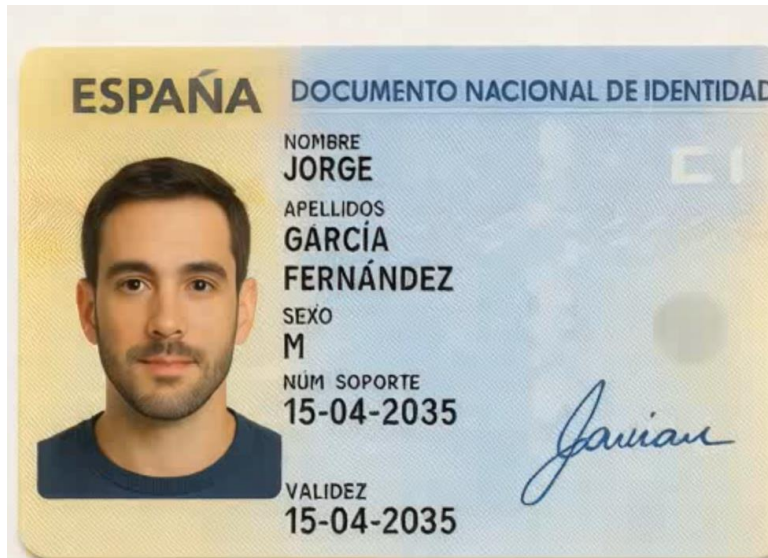 ESPAÑA
DOCUMENTO NACIONAL DE IDENTIDAD
NOMBRE
JORGE
APELLIDOS
GÁRCÍA
FERNÁNDEZ
SEXO
M
NÚM SOPORTE
15-04-2035
VALIDEZ
15-04-2035